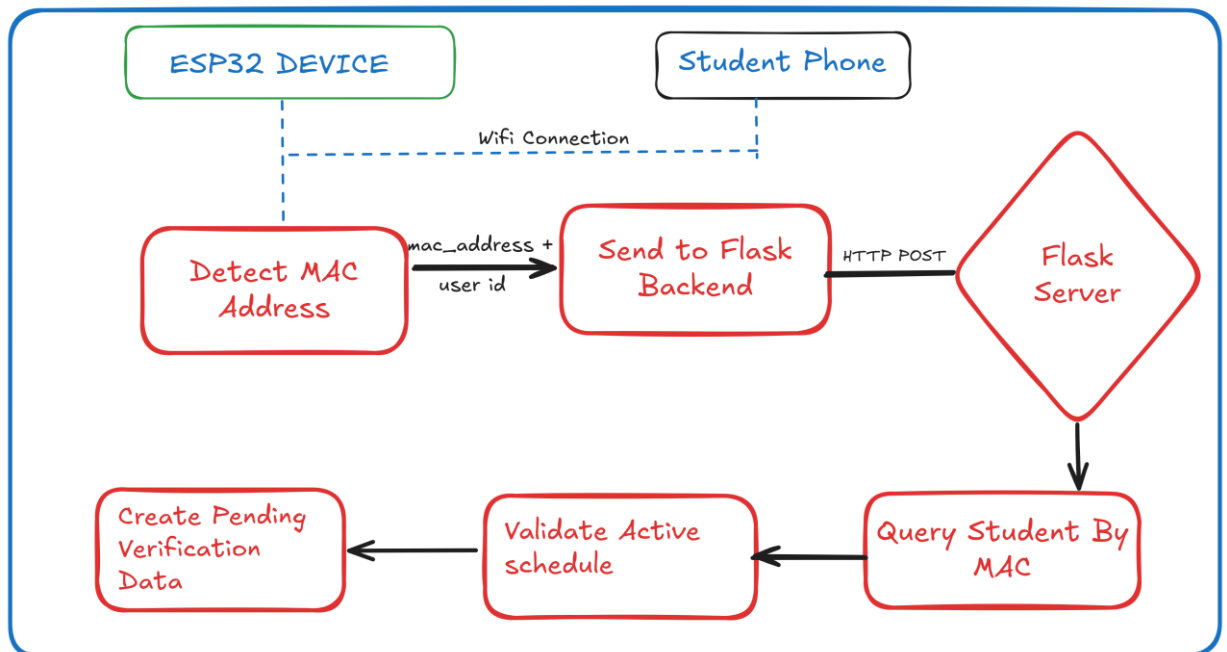 ESP32 DEVICE
Student Phone
Wifi Connection
Detect MAC
Address
mac_address +
user id
Send to Flask
Backend
HTTP POST
Flask
Server
Query Student By
MAC
Validate Active
schedule
Create Pending
Verification
Data